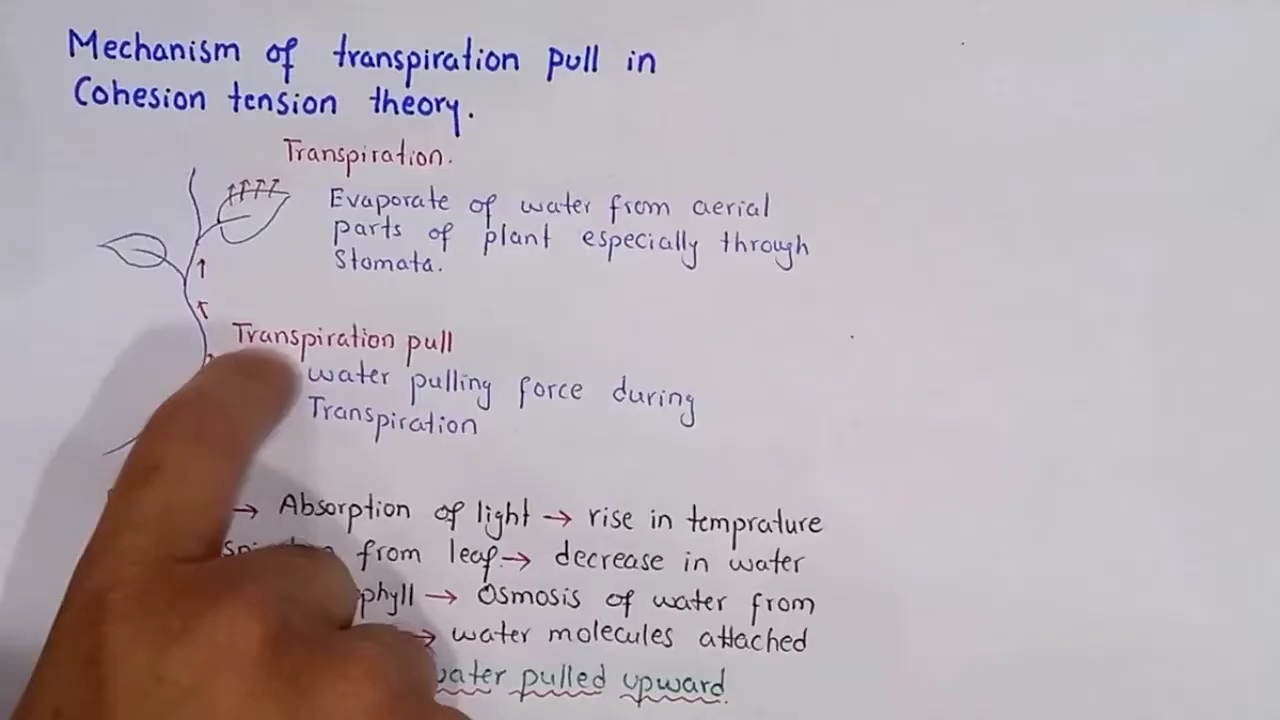 Mechanism of transpiration pull in
Cohesion tension theory.
Transpiration.
Evaporate of water from aerial
parts of plant especially through
Stomata.
Transpiration pull
water pulling force during
Transpiration
→ Absorption of light → rise in temprature
from leaf → decrease in water
→ Osmosis of water from
→ water molecules attached
pulled upward.